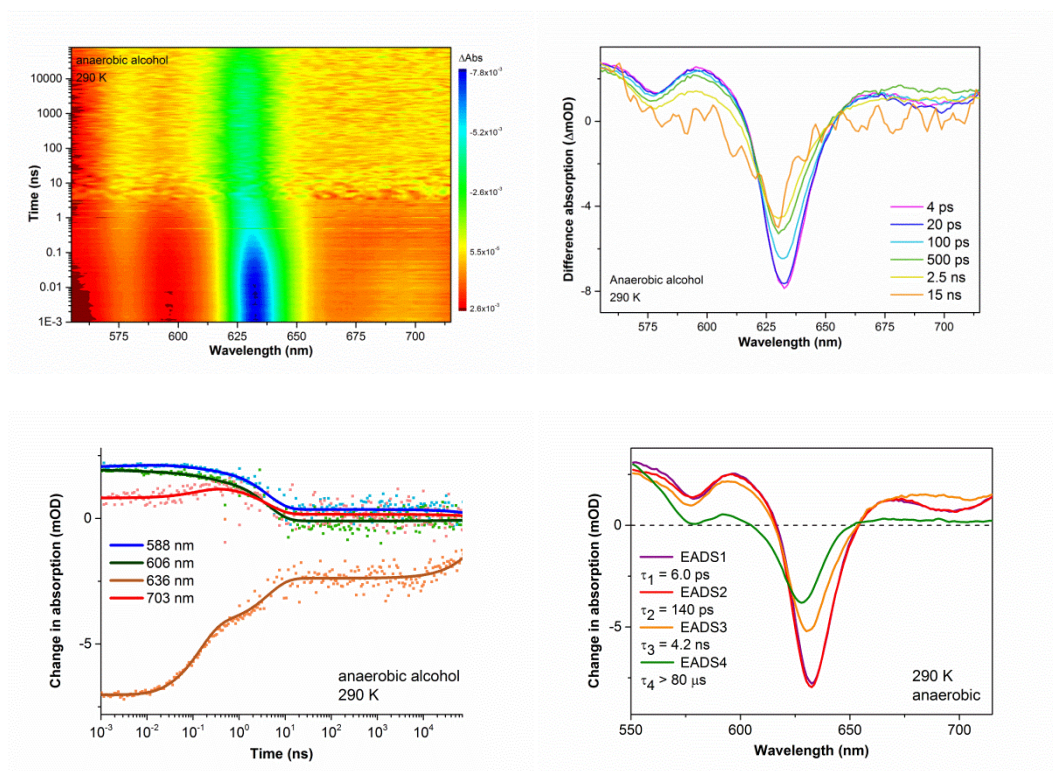 anaerobic alcohol
290 K
ΔAbs
-7.8x10⁻³
-5.2x10⁻³
-2.6x10⁻³
2.6x10⁻³
10000
1000
100
10
1
0.1
0.01
1E-3
Time (ns)
575 600 625 650 675 700
Wavelength (nm)
Difference absorption (ΔmOD)
0
-4
-8
4 ps
20 ps
100 ps
500 ps
2.5 ns
15 ns
Anaerobic alcohol
290 K
575 600 625 650 675 700
Wavelength (nm)
Change in absorption (mOD)
0
-5
588 nm
606 nm
636 nm
703 nm
anaerobic alcohol
290 K
10⁻³ 10⁻² 10⁻¹ 10⁰ 10¹ 10² 10³ 10⁴
Time (ns)
Change in absorption (mOD)
0
-5
EADS1
τ₁ = 6.0 ps
EADS2
τ₂ = 140 ps
EADS3
τ₃ = 4.2 ns
EADS4
τ₄ > 80 μs
290 K
anaerobic
550 600 650 700
Wavelength (nm)